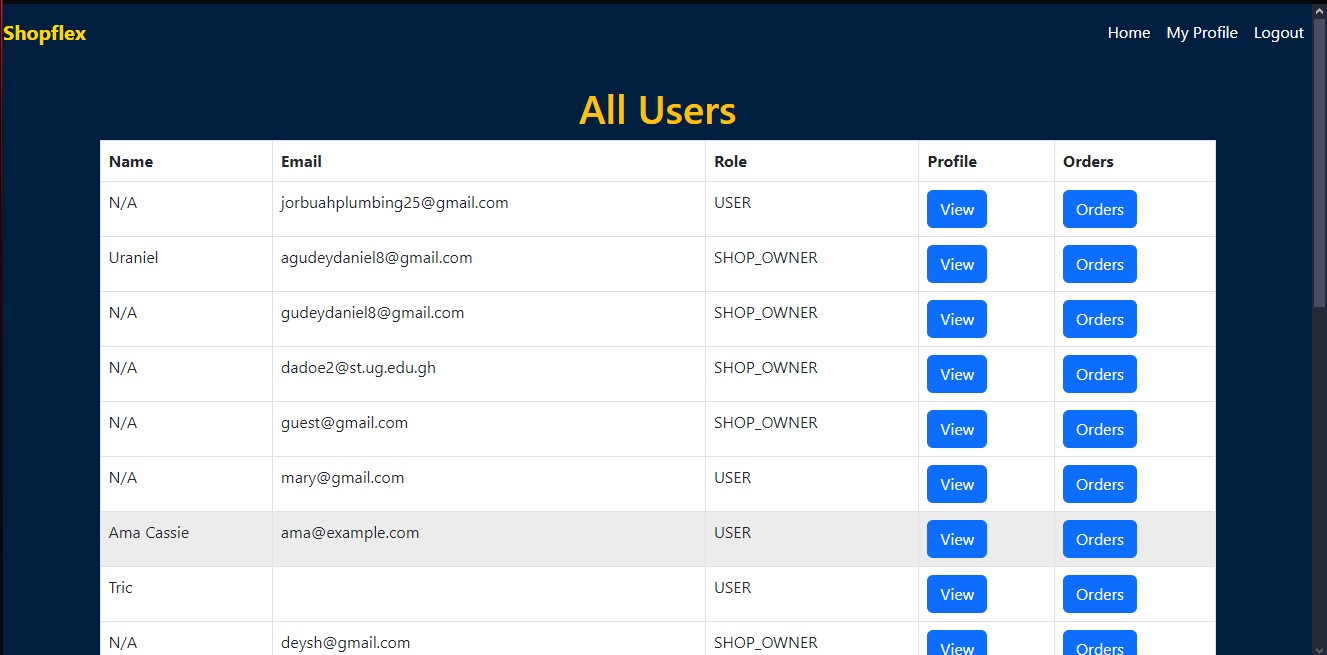 Shopflex Home My Profile Logout
All Users
Name Email Role Profile Orders
N/A jorbuahplumbing25@gmail.com USER View Orders
Uraniel agudeydaniel8@gmail.com SHOP_OWNER View Orders
N/A gudeydaniel8@gmail.com SHOP_OWNER View Orders
N/A dadoe2@st.ug.edu.gh SHOP_OWNER View Orders
N/A guest@gmail.com SHOP_OWNER View Orders
N/A mary@gmail.com USER View Orders
Ama Cassie ama@example.com USER View Orders
Tric USER View Orders
N/A deysh@gmail.com SHOP_OWNER View Orders